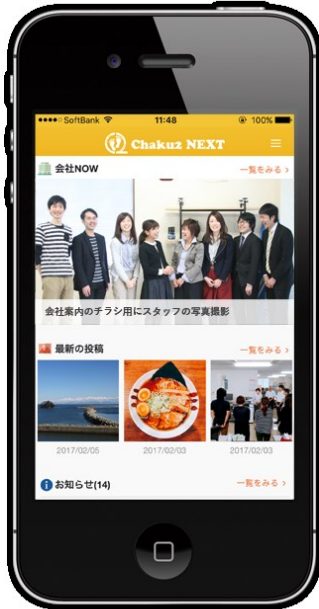 SoftBank 11:48 100%
Chaku2 NEXT
会社NOW 一覧をみる >
会社案内のチラシ用にスタッフの写真撮影
最新の投稿 一覧をみる >
2017/02/05 2017/02/03 2017/02/03
お知らせ(14) 一覧をみる >